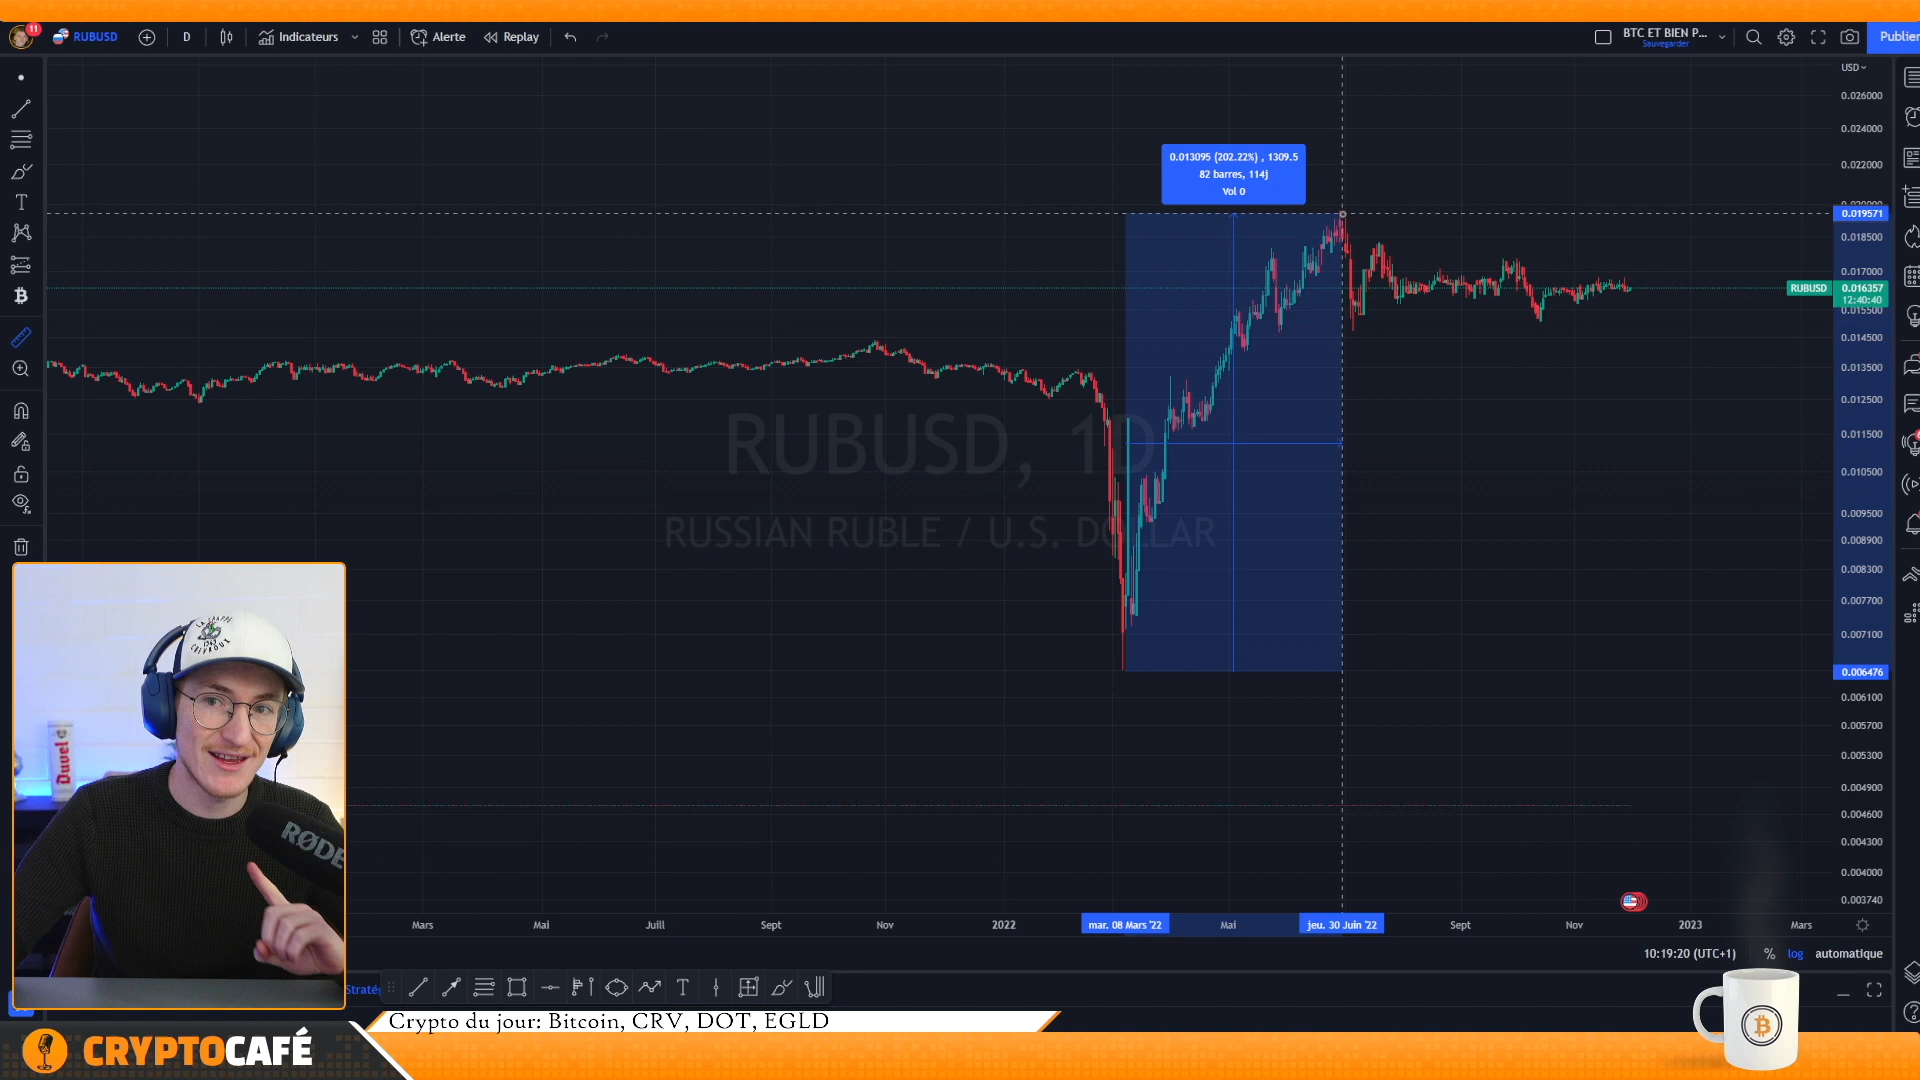 11
RUBUSD
D
Indicateurs
Alerte
Replay
BTC ET BIEN P...
Sauvegarder
Publier
USD
0.026000
0.024000
0.022000
0.013095 (202.22%) , 1309.5
82 barres, 114j
Vol 0
0.019571
0.018500
0.017000
RUBUSD
0.016357
12:40:40
0.015500
0.014500
0.013500
0.012500
0.011500
0.010500
0.009500
0.008900
0.008300
0.007700
0.007100
0.006476
0.006100
0.005700
0.005300
0.004900
0.004600
0.004300
0.004000
0.003740
RUBUSD, 1D
RUSSIAN RUBLE / U.S. DOLLAR
LA FRAPPE
CHEVROUX
Duvel
RØDE
Mars
Mai
Juill
Sept
Nov
2022
mar. 08 Mars '22
Mai
jeu. 30 Juin '22
Sept
Nov
2023
Mars
10:19:20 (UTC+1)
%
log
automatique
Straté
Crypto du jour: Bitcoin, CRV, DOT, EGLD
CRYPTOCAFÉ